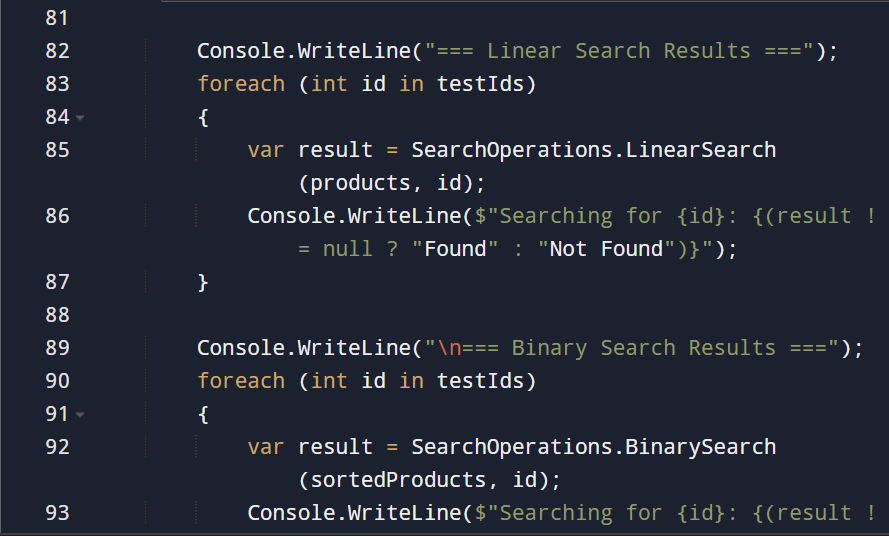 81
82 Console.WriteLine("=== Linear Search Results ===");
83 foreach (int id in testIds)
84 {
85 var result = SearchOperations.LinearSearch
(products, id);
86 Console.WriteLine($"Searching for {id}: {(result !
= null ? "Found" : "Not Found")}");
87 }
88
89 Console.WriteLine("\n=== Binary Search Results ===");
90 foreach (int id in testIds)
91 {
92 var result = SearchOperations.BinarySearch
(sortedProducts, id);
93 Console.WriteLine($"Searching for {id}: {(result !